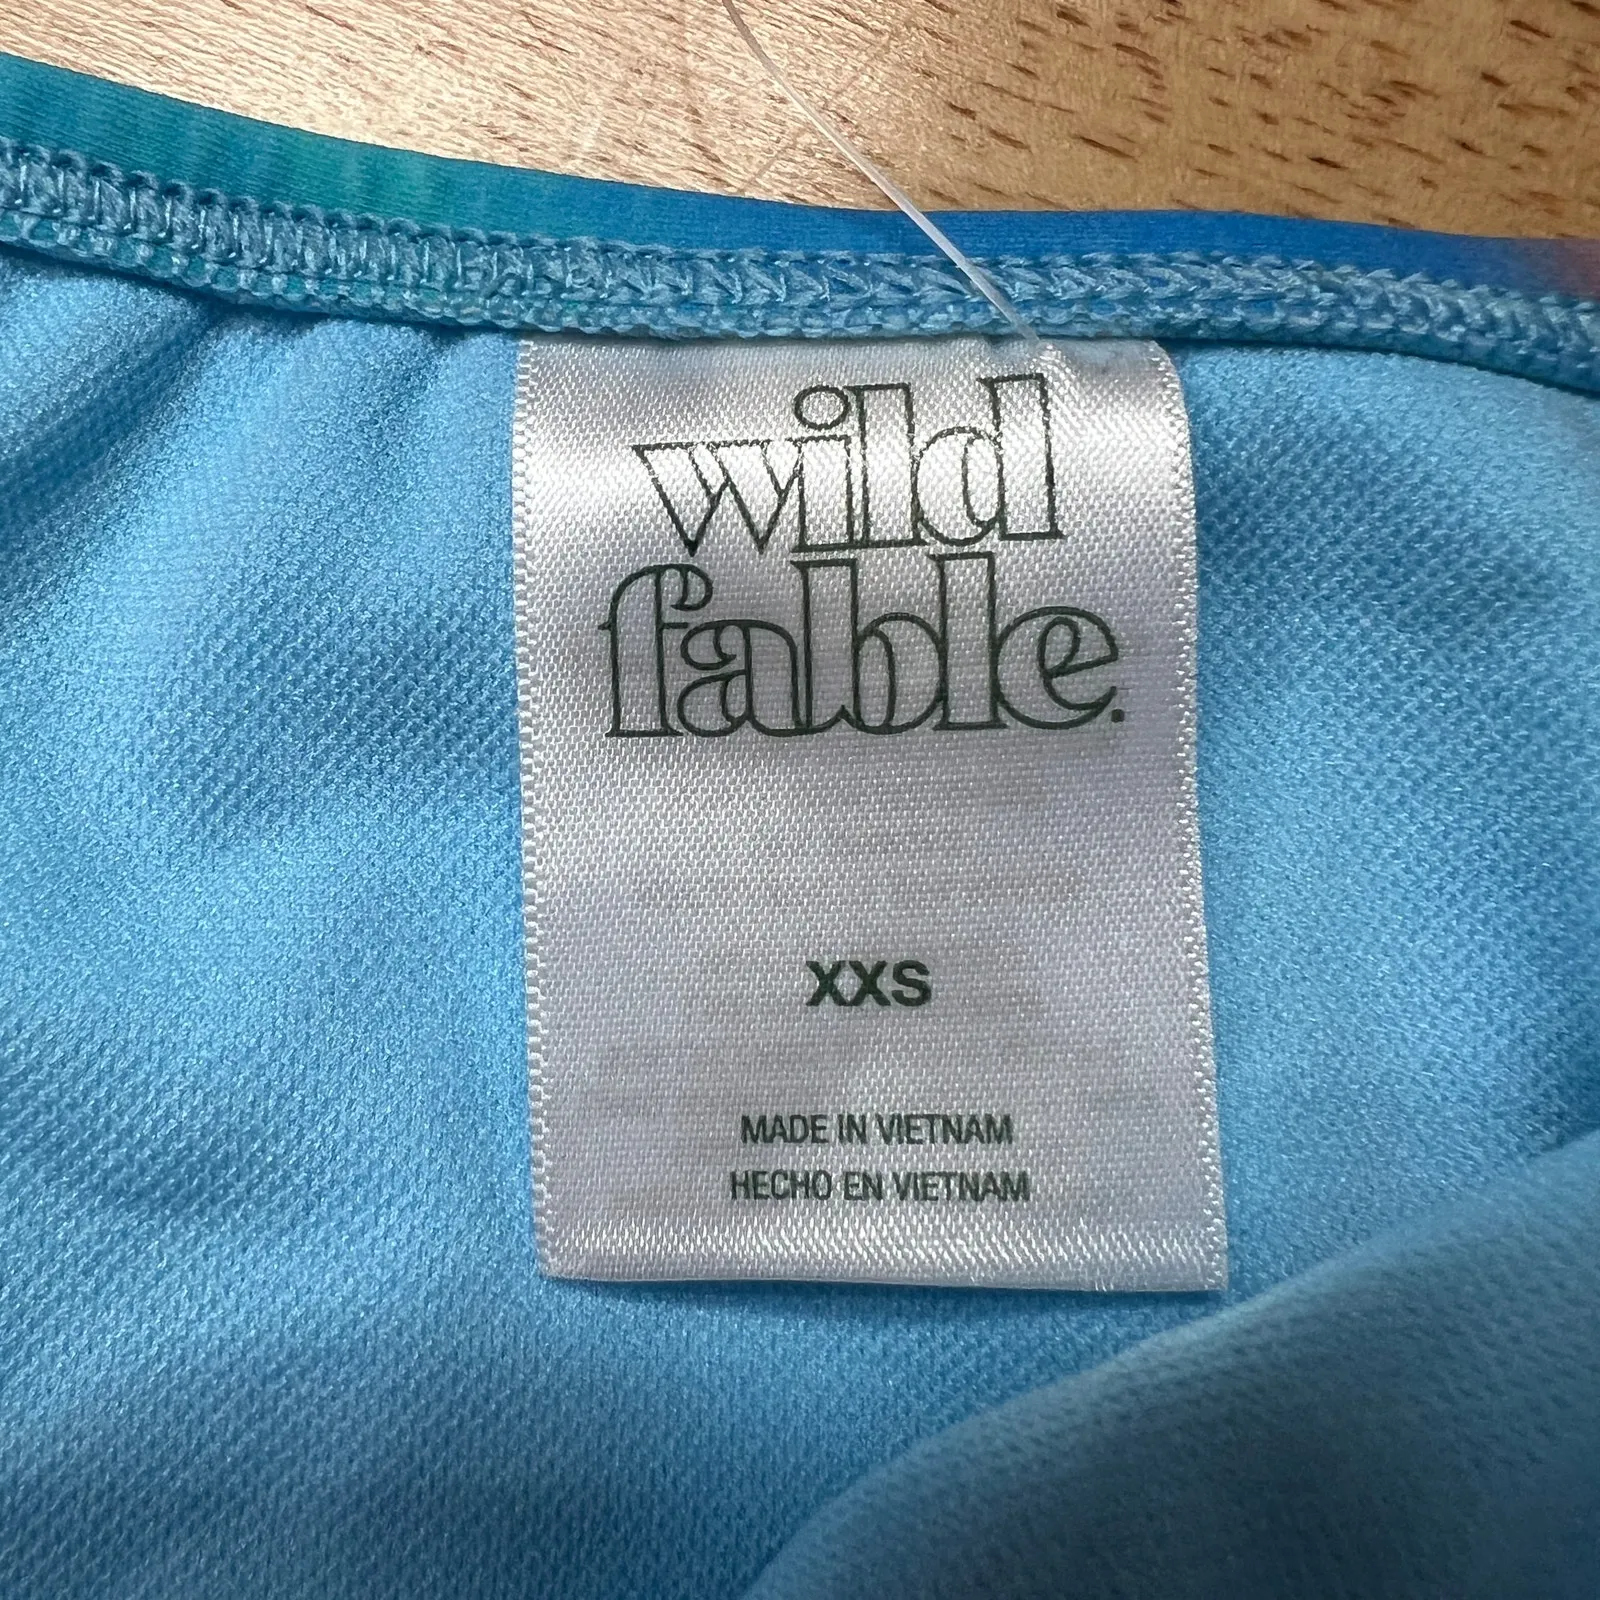 wild
fable.
XXS
MADE IN VIETNAM
HECHO EN VIETNAM